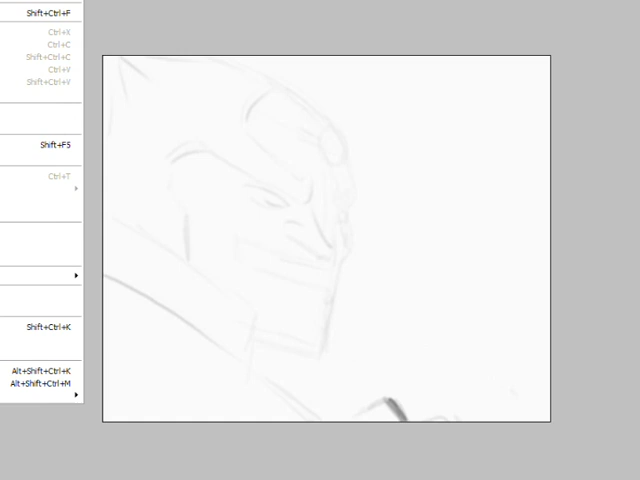 Shift+Ctrl+F
Ctrl+X
Ctrl+C
Shift+Ctrl+C
Ctrl+V
Shift+Ctrl+V
Shift+F5
Ctrl+T
Shift+Ctrl+K
Alt+Shift+Ctrl+K
Alt+Shift+Ctrl+M